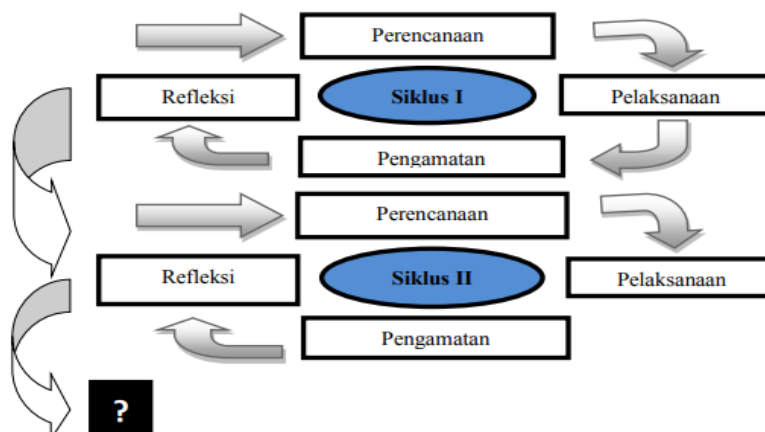 Perencanaan
Refleksi
Siklus I
Pelaksanaan
Pengamatan
Perencanaan
Refleksi
Siklus II
Pelaksanaan
Pengamatan
?